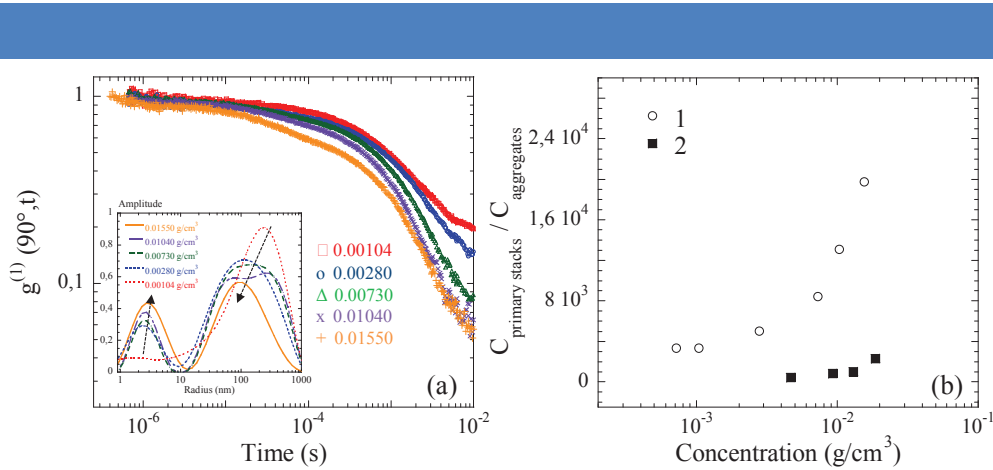 1
0,1
g(1) (90°,t)
10-6
10-4
10-2
Time (s)
(a)
□ 0.00104
o 0.00280
Δ 0.00730
x 0.01040
+ 0.01550
Amplitude
1
0,8
0,6
0,4
0,2
0
0.01550 g/cm3
0.01040 g/cm3
0.00730 g/cm3
0.00280 g/cm3
0.00104 g/cm3
1
10
100
1000
Radius (nm)
C primary stacks / C aggregates
2,4 104
1,6 104
8 103
0
○ 1
■ 2
(b)
10-3
10-2
10-1
Concentration (g/cm3)